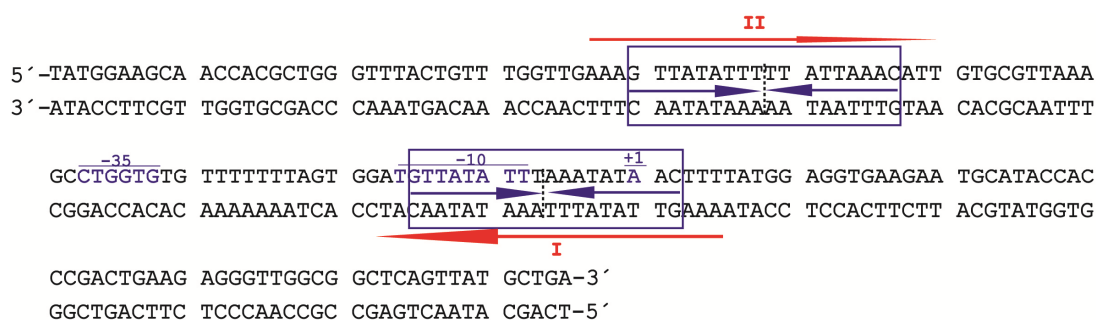 II
5´-TATGGAAGCA ACCACGCTGG GTTTACTGTT TGGTTGAAAG TTATATTTTT ATTAAACATT GTGCGTTAAA
3´-ATACCTTCGT TGGTGCGACC CAAATGACAA ACCAACTTTC AATATAAAAA TAATTTGTAA CACGCAATTT
-35 -10 +1
GCCTGGTGTG TTTTTTTAGT GGATGTTATA TTTAAATATA ACTTTTATGG AGGTGAAGAA TGCATACCAC
CGGACCACAC AAAAAAATCA CCTACAATAT AAATTTATAT TGAAAATACC TCCACTTCTT ACGTATGGTG
I
CCGACTGAAG AGGGTTGGCG GCTCAGTTAT GCTGA-3´
GGCTGACTTC TCCCAACCGC CGAGTCAATA CGACT-5´